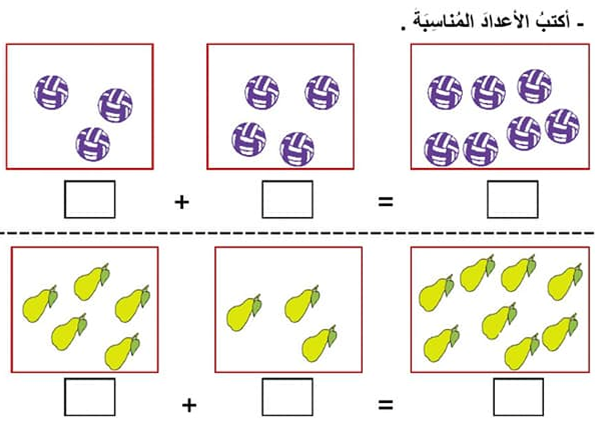 - أكتبُ الأعدادَ المُناسِبَةَ .
+ =
+ =